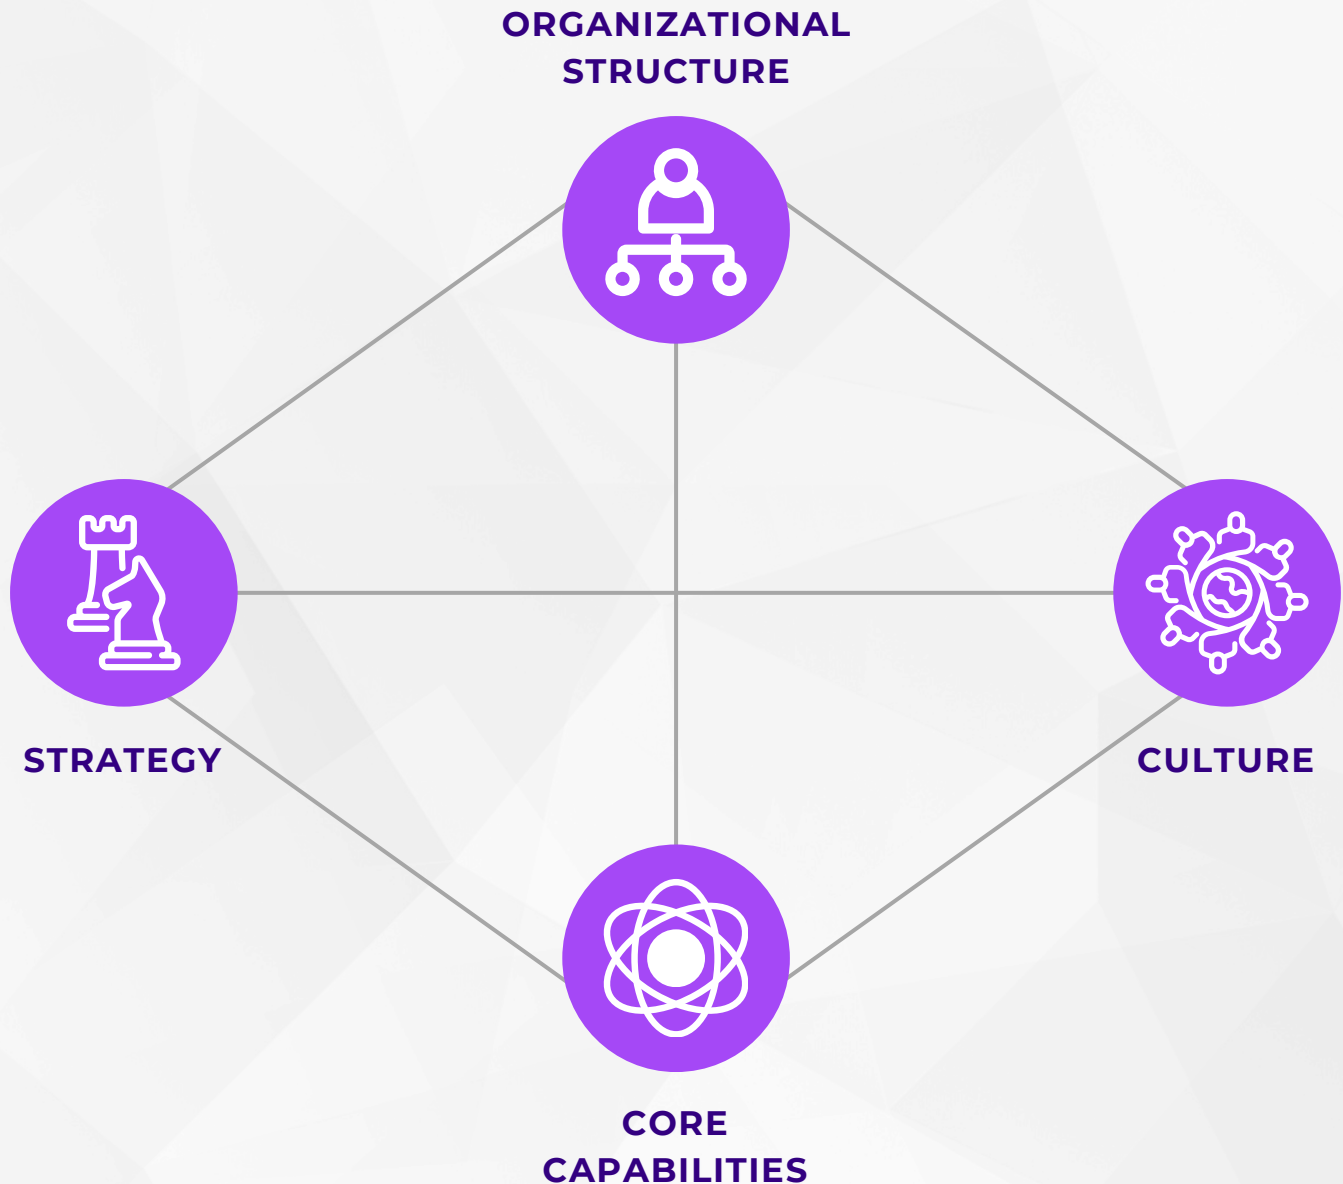 ORGANIZATIONAL
STRUCTURE
STRATEGY
CULTURE
CORE
CAPABILITIES